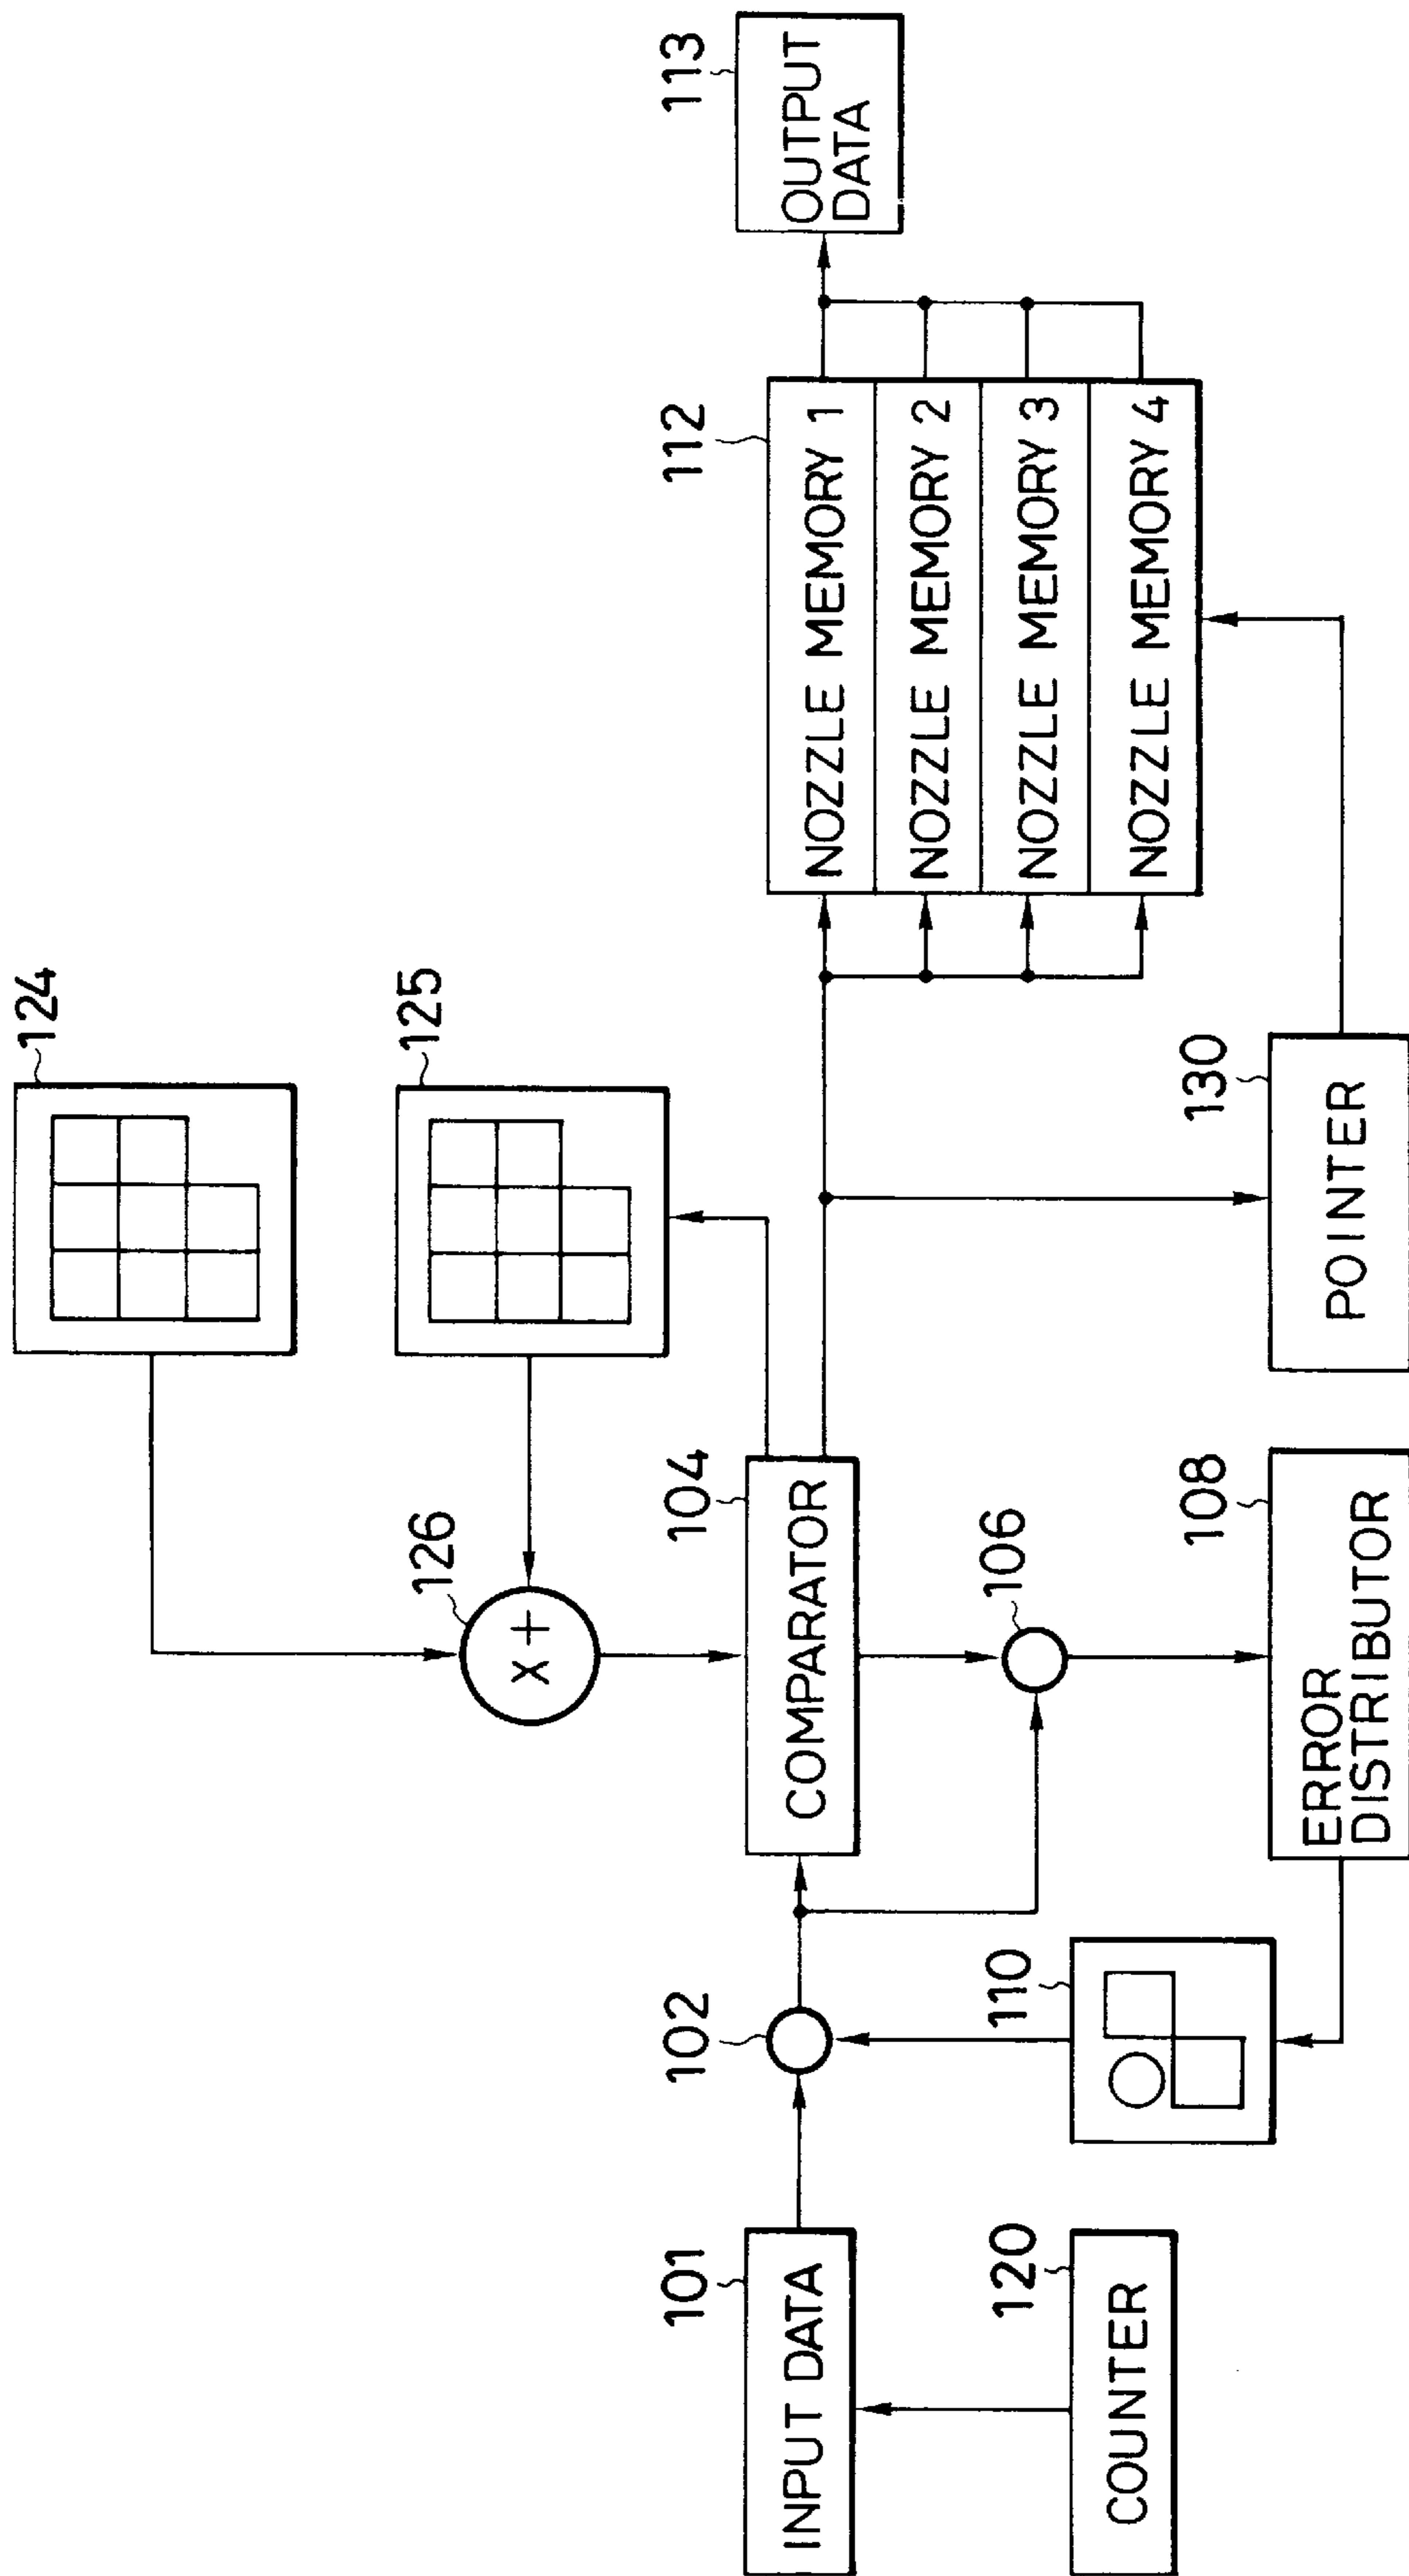 124
125
126
101
INPUT DATA
102
104
COMPARATOR
112
NOZZLE MEMORY 1
NOZZLE MEMORY 2
NOZZLE MEMORY 3
NOZZLE MEMORY 4
113
OUTPUT
DATA
120
COUNTER
110
106
108
ERROR
DISTRIBUTOR
130
POINTER
x +